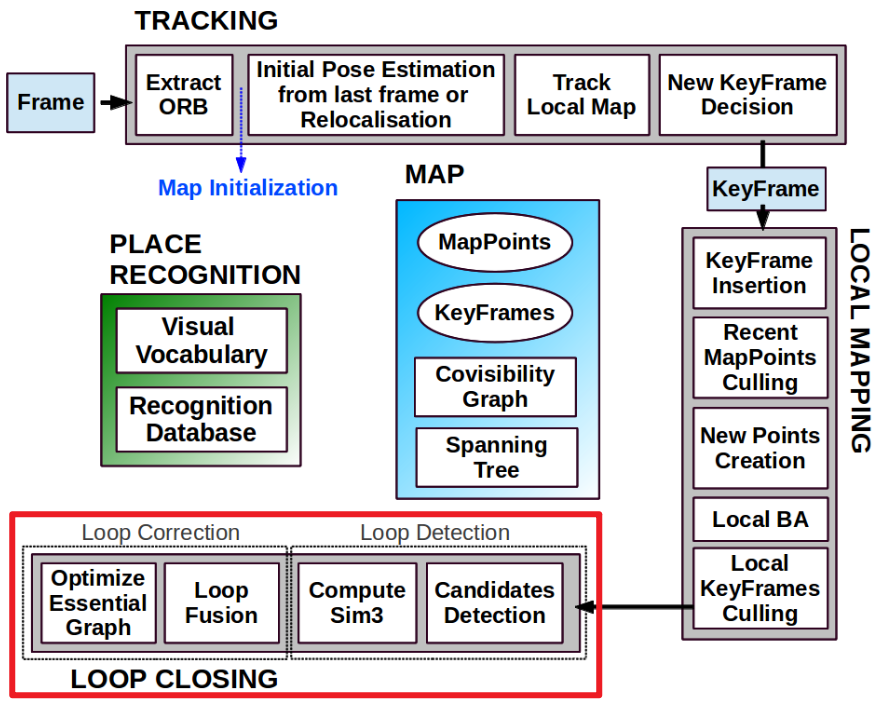 TRACKING
Frame
Extract
ORB
Initial Pose Estimation
from last frame or
Relocalisation
Track
Local Map
New KeyFrame
Decision
Map Initialization
KeyFrame
MAP
MapPoints
KeyFrames
Covisibility
Graph
Spanning
Tree
PLACE
RECOGNITION
Visual
Vocabulary
Recognition
Database
LOCAL MAPPING
KeyFrame
Insertion
Recent
MapPoints
Culling
New Points
Creation
Local BA
Local
KeyFrames
Culling
Loop Correction
Loop Detection
Optimize
Essential
Graph
Loop
Fusion
Compute
Sim3
Candidates
Detection
LOOP CLOSING